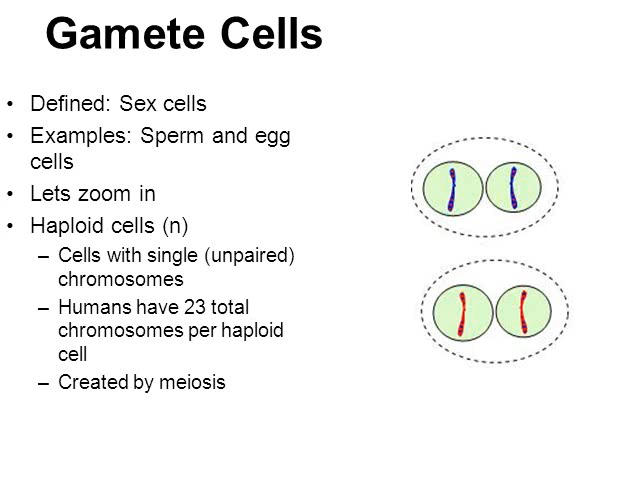 Gamete Cells
• Defined: Sex cells
• Examples: Sperm and egg
cells
• Lets zoom in
• Haploid cells (n)
– Cells with single (unpaired)
chromosomes
– Humans have 23 total
chromosomes per haploid
cell
– Created by meiosis